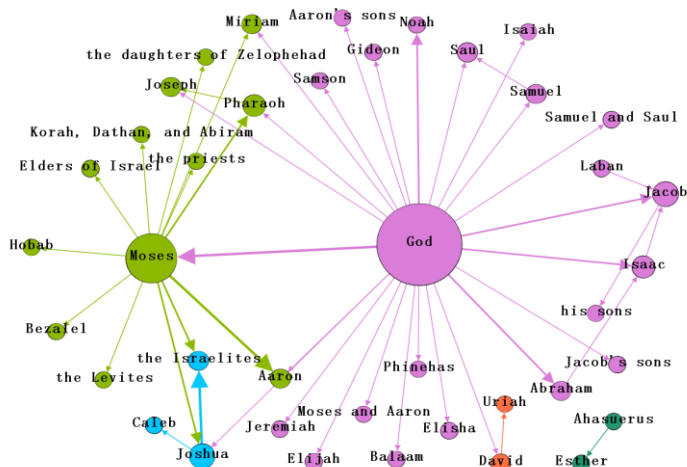 Aaron's sons
Miriam
Noah
Isaiah
Gideon
Saul
the daughters of Zelophehad
Joseph
Samson
Samuel
Pharaoh
Samuel and Saul
Korah, Dathan, and Abiram
the priests
Elders of Israel
Laban
Jacob
God
Hobab
Moses
Isaac
his sons
Bezalel
the Israelites
Phinehas
Jacob's sons
the Levites
Aaron
Abraham
Uriah
Moses and Aaron
Ahasuerus
Caleb
Jeremiah
Elisha
Joshua
Elijah
Balaam
David
Esther